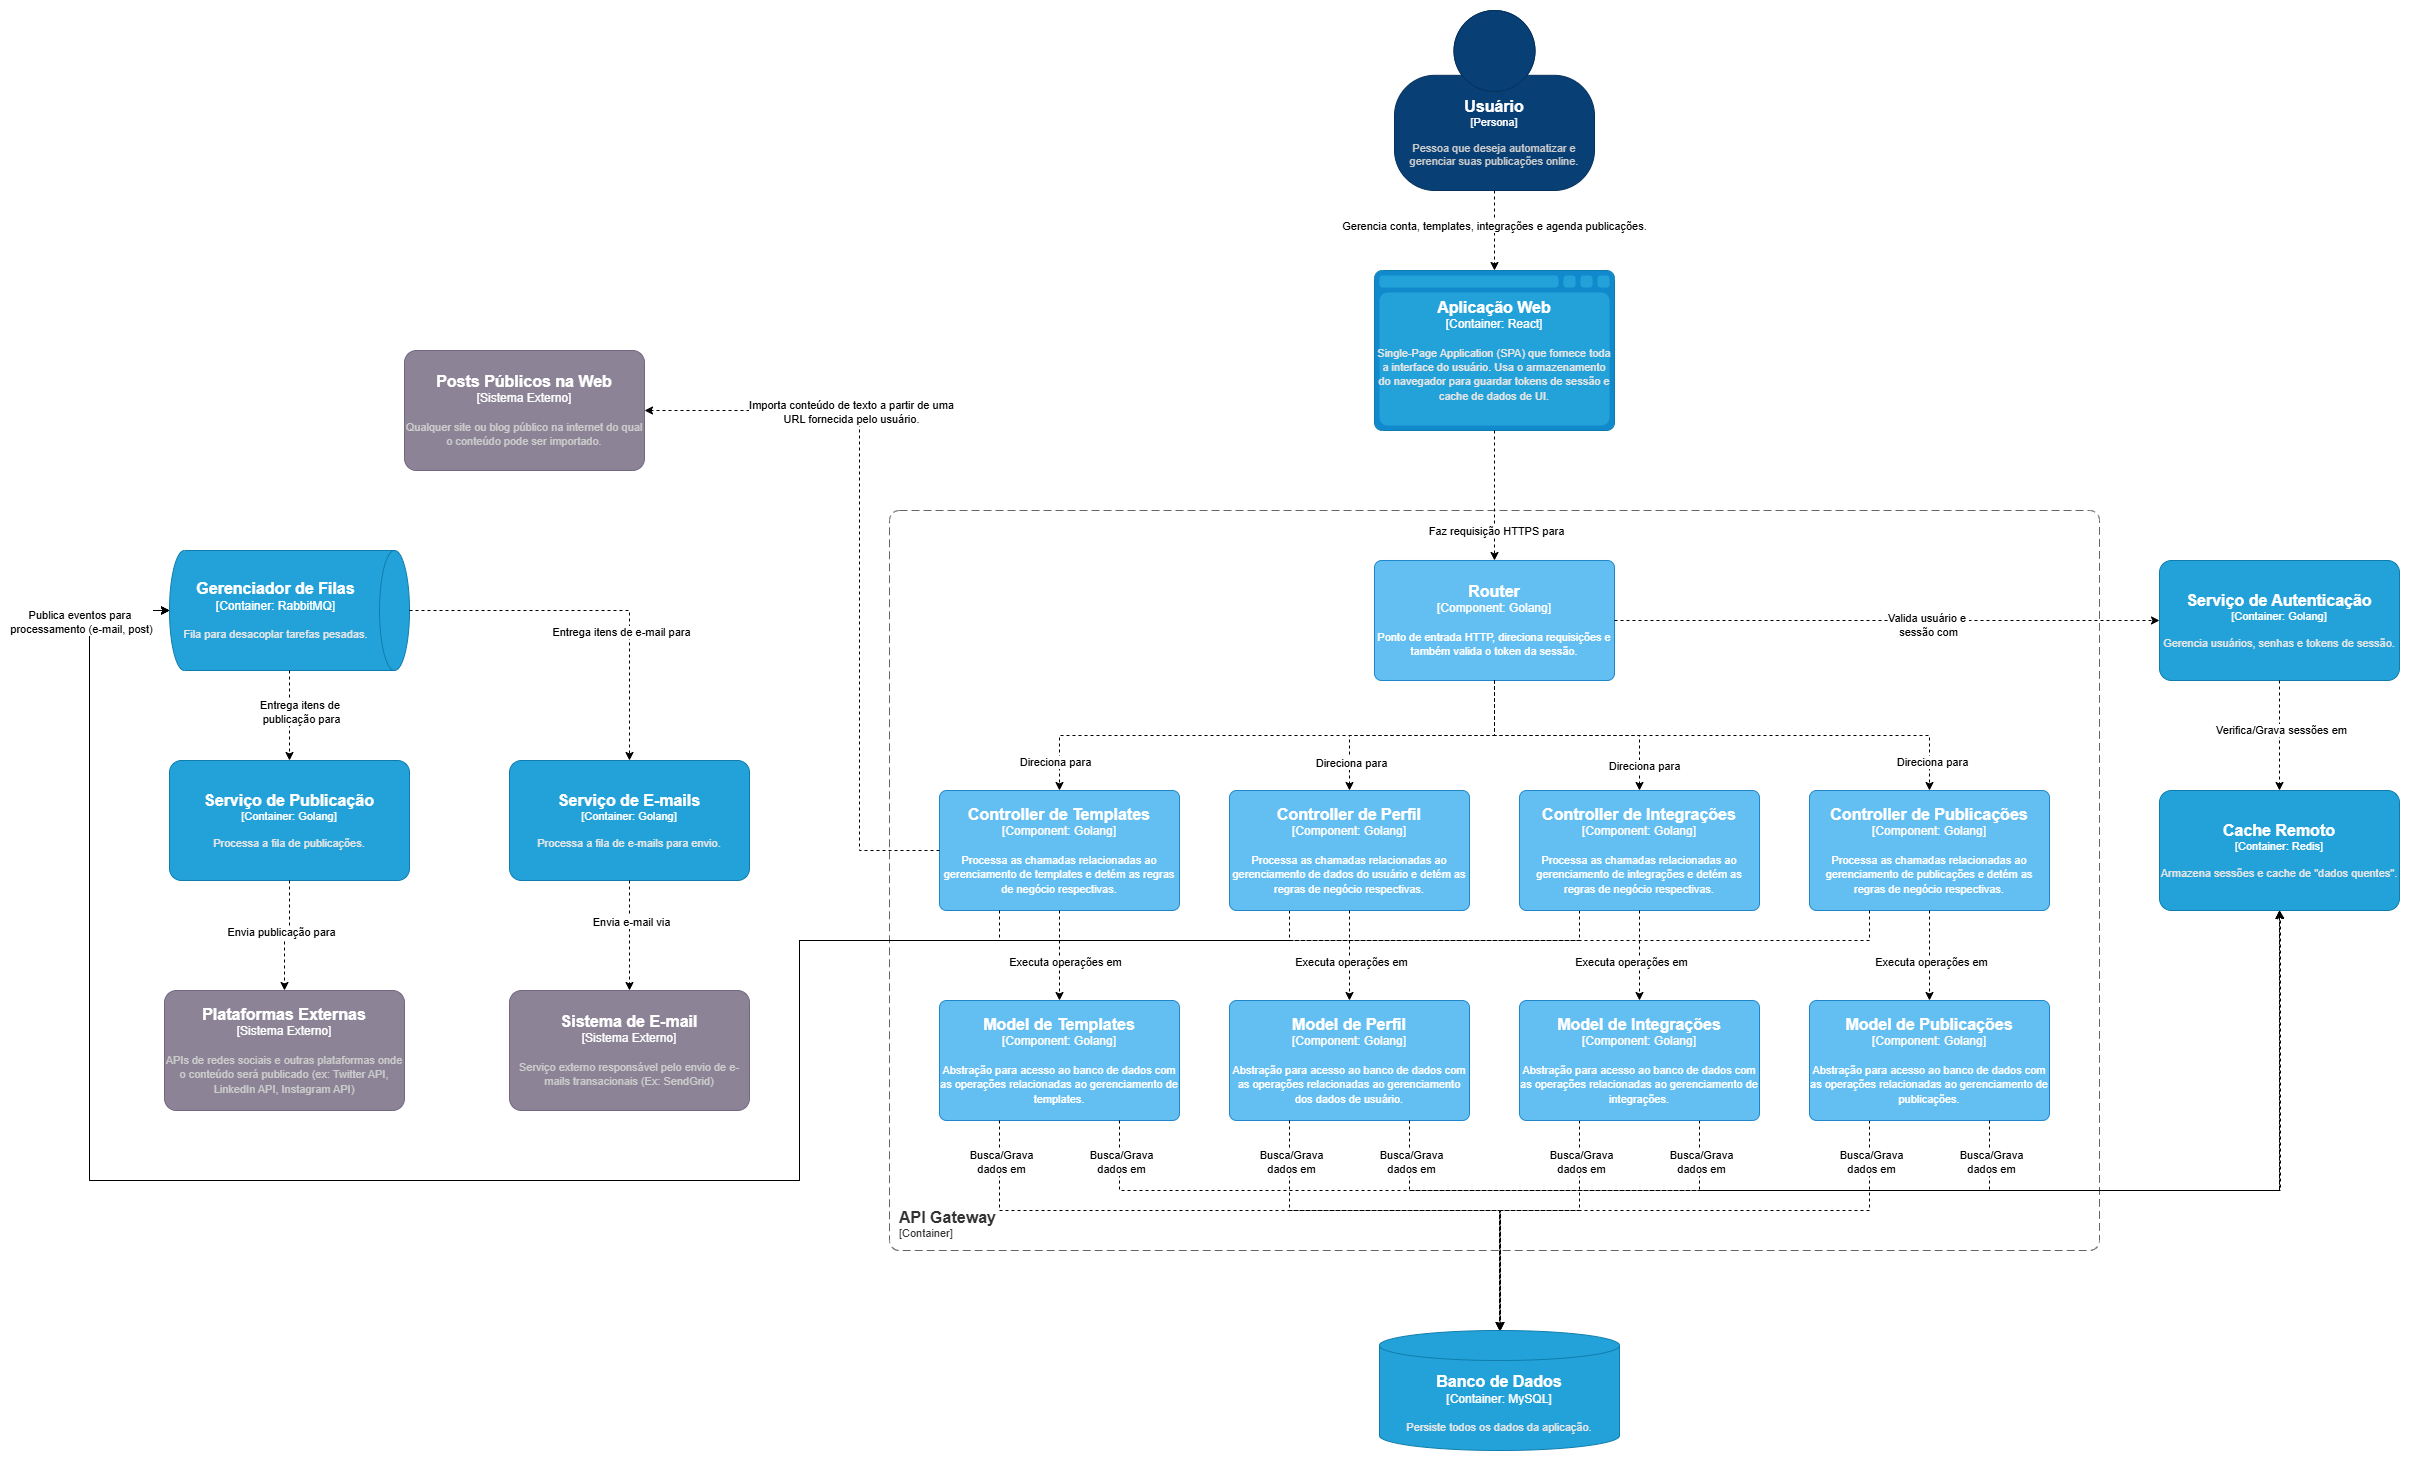 Usuário
[Persona]
Pessoa que deseja automatizar e
gerenciar suas publicações online.
Gerencia conta, templates, integrações e agenda publicações.
Aplicação Web
[Container: React]
Single-Page Application (SPA) que fornece toda
a interface do usuário. Usa o armazenamento
do navegador para guardar tokens de sessão e
cache de dados de UI.
Posts Públicos na Web
[Sistema Externo]
Qualquer site ou blog público na internet do qual
o conteúdo pode ser importado.
Importa conteúdo de texto a partir de uma
URL fornecida pelo usuário.
Faz requisição HTTPS para
Gerenciador de Filas
[Container: RabbitMQ]
Fila para desacoplar tarefas pesadas.
Publica eventos para
processamento (e-mail, post)
Entrega itens de e-mail para
Router
[Component: Golang]
Ponto de entrada HTTP, direciona requisições e
também valida o token da sessão.
Valida usuário e
sessão com
Serviço de Autenticação
[Container: Golang]
Gerencia usuários, senhas e tokens de sessão.
Entrega itens de
publicação para
Verifica/Grava sessões em
Direciona para
Direciona para
Direciona para
Direciona para
Serviço de Publicação
[Container: Golang]
Processa a fila de publicações.
Serviço de E-mails
[Container: Golang]
Processa a fila de e-mails para envio.
Controller de Templates
[Component: Golang]
Processa as chamadas relacionadas ao
gerenciamento de templates e detém as regras
de negócio respectivas.
Controller de Perfil
[Component: Golang]
Processa as chamadas relacionadas ao
gerenciamento de dados do usuário e detém as
regras de negócio respectivas.
Controller de Integrações
[Component: Golang]
Processa as chamadas relacionadas ao
gerenciamento de integrações e detém as
regras de negócio respectivas.
Controller de Publicações
[Component: Golang]
Processa as chamadas relacionadas ao
gerenciamento de publicações e detém as
regras de negócio respectivas.
Cache Remoto
[Container: Redis]
Armazena sessões e cache de "dados quentes".
Envia publicação para
Envia e-mail via
Executa operações em
Executa operações em
Executa operações em
Executa operações em
Plataformas Externas
[Sistema Externo]
APIs de redes sociais e outras plataformas onde
o conteúdo será publicado (ex: Twitter API,
LinkedIn API, Instagram API)
Sistema de E-mail
[Sistema Externo]
Serviço externo responsável pelo envio de e-
mails transacionais (Ex: SendGrid)
Model de Templates
[Component: Golang]
Abstração para acesso ao banco de dados com
as operações relacionadas ao gerenciamento de
templates.
Model de Perfil
[Component: Golang]
Abstração para acesso ao banco de dados com
as operações relacionadas ao gerenciamento
dos dados de usuário.
Model de Integrações
[Component: Golang]
Abstração para acesso ao banco de dados com
as operações relacionadas ao gerenciamento de
integrações.
Model de Publicações
[Component: Golang]
Abstração para acesso ao banco de dados com
as operações relacionadas ao gerenciamento de
publicações.
Busca/Grava
dados em
Busca/Grava
dados em
Busca/Grava
dados em
Busca/Grava
dados em
Busca/Grava
dados em
Busca/Grava
dados em
Busca/Grava
dados em
Busca/Grava
dados em
API Gateway
[Container]
Banco de Dados
[Container: MySQL]
Persiste todos os dados da aplicação.